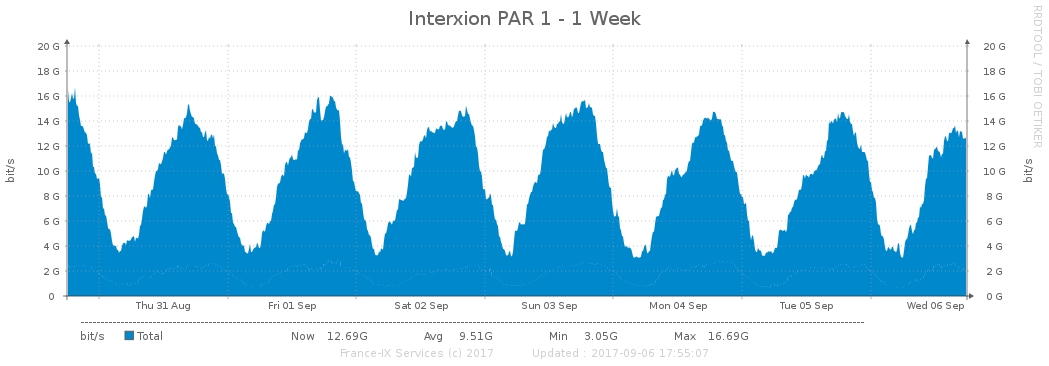 Interxion PAR 1 - 1 Week
RRDTOOL / TOBI OETIKER
20 G 20 G
18 G 18 G
16 G 16 G
14 G 14 G
12 G 12 G
10 G 10 G
8 G 8 G
6 G 6 G
4 G 4 G
2 G 2 G
0 0 G
bit/s
bit/s
Thu 31 Aug Fri 01 Sep Sat 02 Sep Sun 03 Sep Mon 04 Sep Tue 05 Sep Wed 06 Sep
bit/s Total Now 12.69G Avg 9.51G Min 3.05G Max 16.69G
France-IX Services (c) 2017 Updated : 2017-09-06 17:55:07